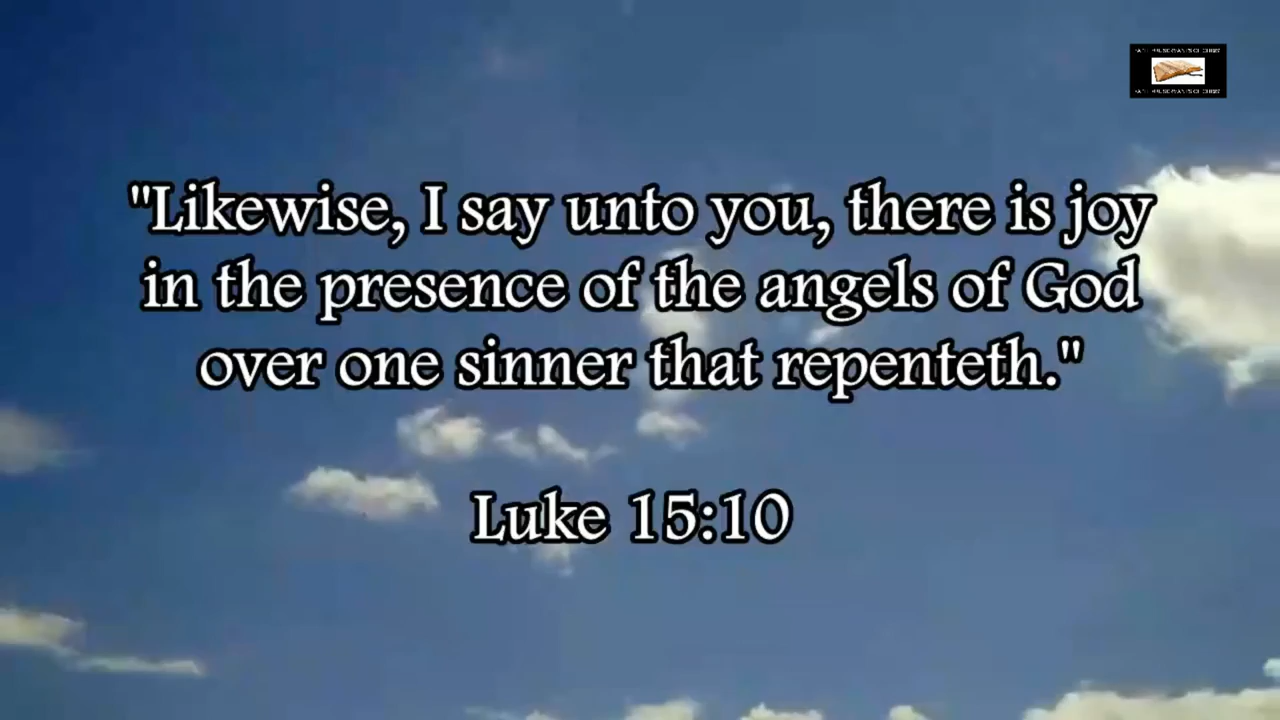 "Likewise, I say unto you, there is joy
in the presence of the angels of God
over one sinner that repenteth."
Luke 15:10